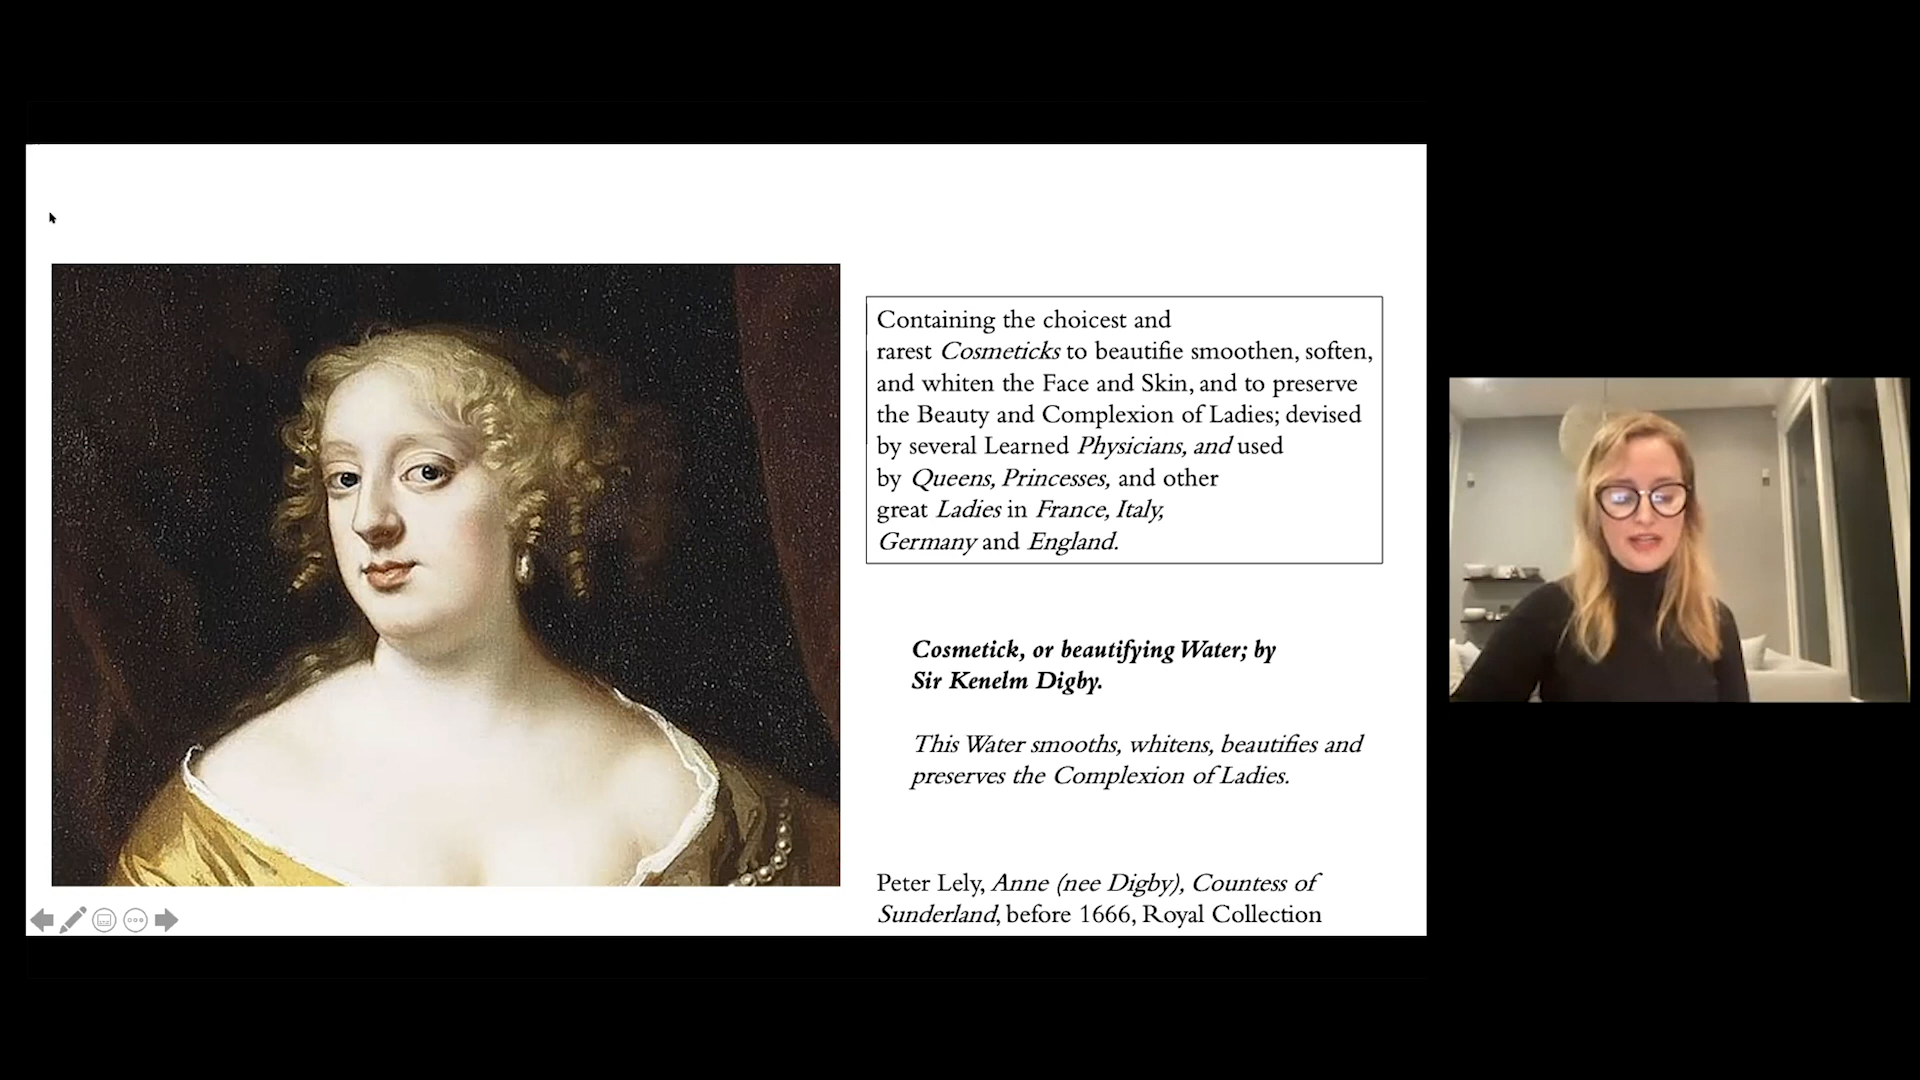 Containing the choicest and
rarest Cosmeticks to beautifie smoothen, soften,
and whiten the Face and Skin, and to preserve
the Beauty and Complexion of Ladies; devised
by several Learned Physicians, and used
by Queens, Princesses, and other
great Ladies in France, Italy,
Germany and England.
Cosmetick, or beautifying Water; by
Sir Kenelm Digby.
This Water smooths, whitens, beautifies and
preserves the Complexion of Ladies.
Peter Lely, Anne (nee Digby), Countess of
Sunderland, before 1666, Royal Collection